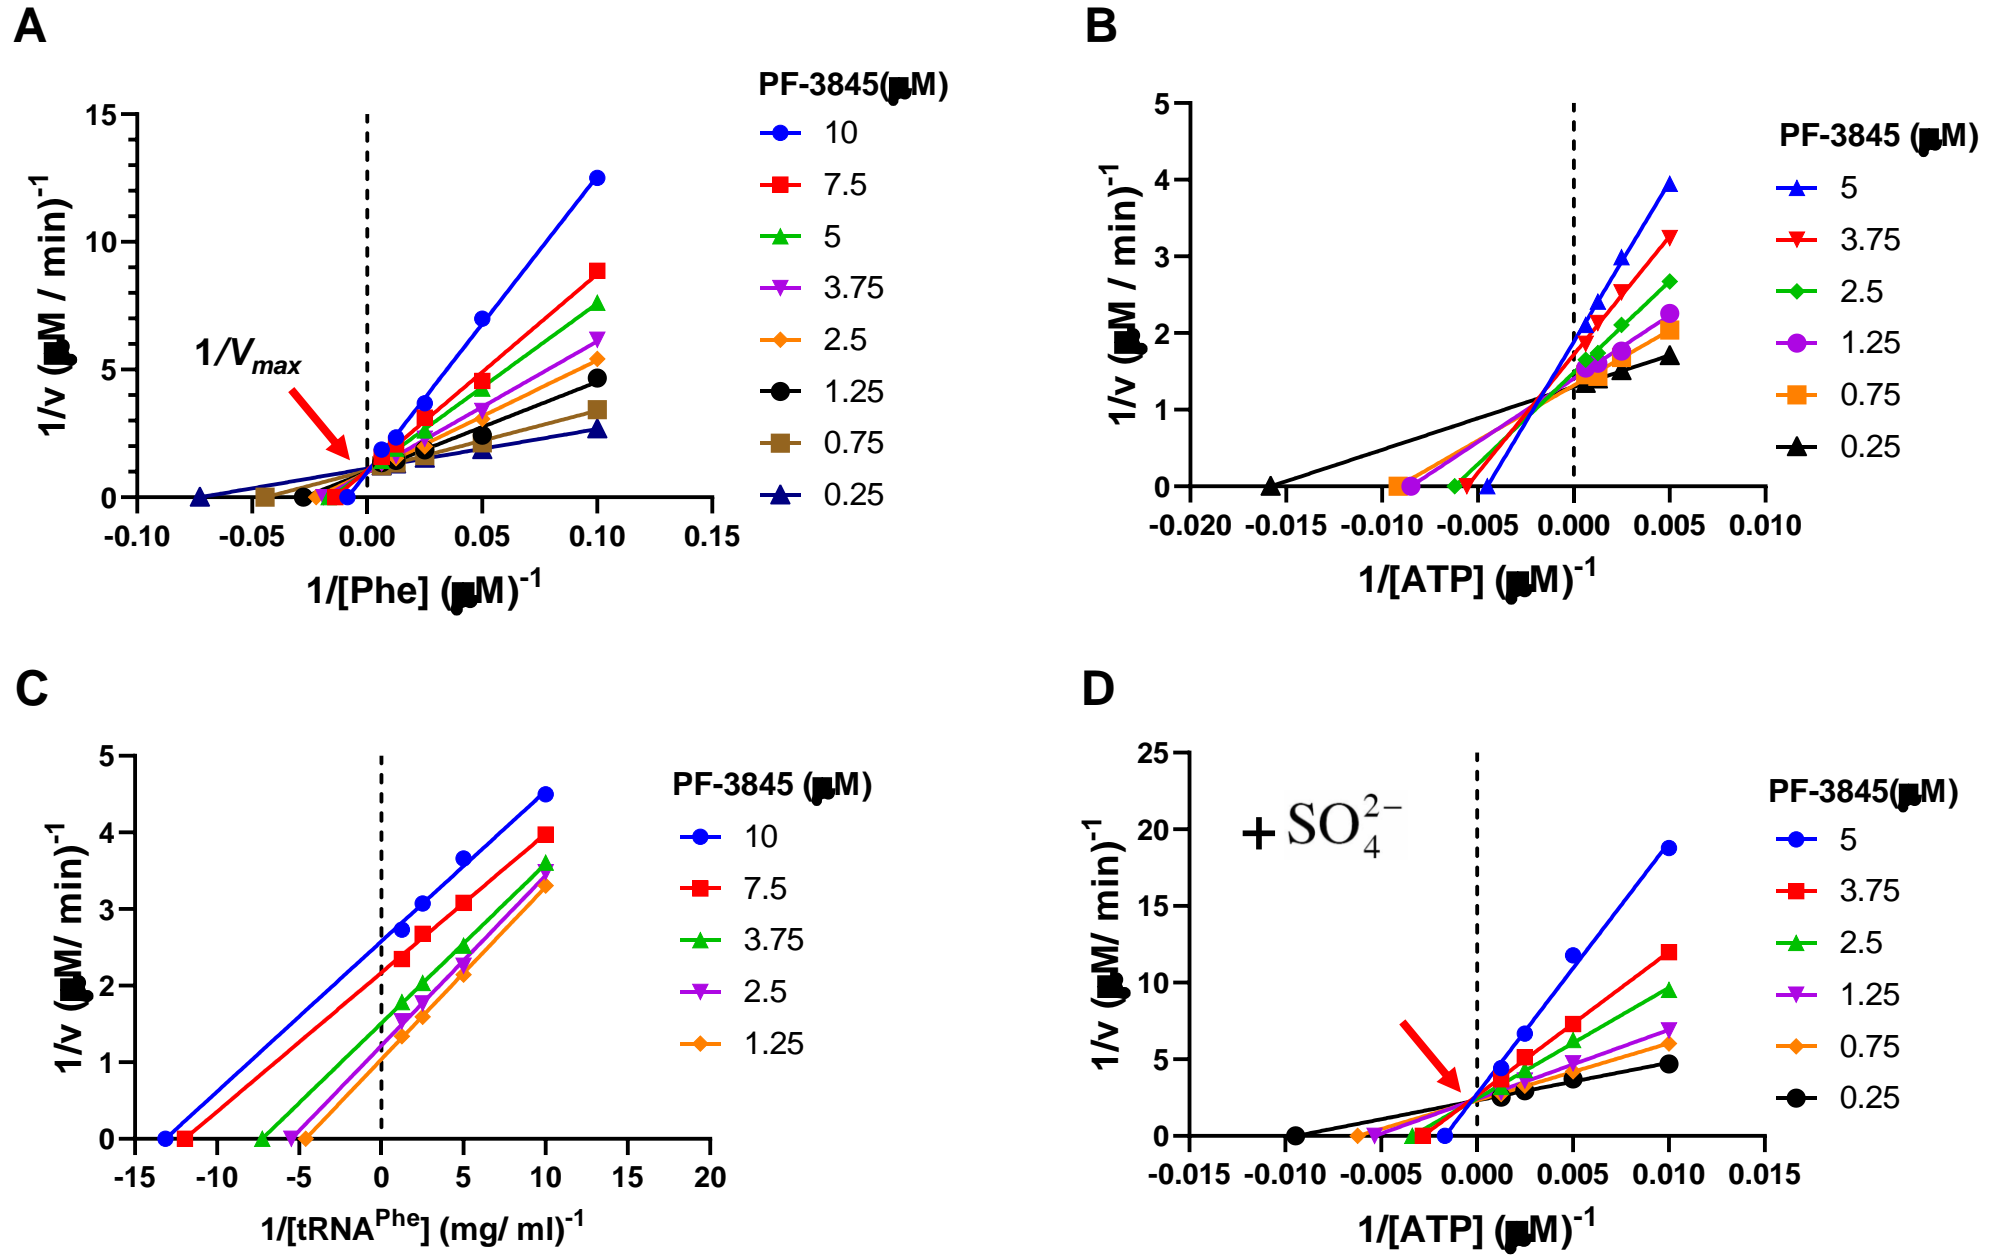 A
PF-3845(μM)
10
7.5
5
3.75
2.5
1.25
0.75
0.25
1/v (μM / min)⁻¹
15
10
5
0
1/Vmax
-0.10 -0.05 0.00 0.05 0.10 0.15
1/[Phe] (μM)⁻¹
B
PF-3845 (μM)
5
3.75
2.5
1.25
0.75
0.25
1/v (μM / min)⁻¹
5
4
3
2
1
0
-0.020 -0.015 -0.010 -0.005 0.000 0.005 0.010
1/[ATP] (μM)⁻¹
C
PF-3845 (μM)
10
7.5
3.75
2.5
1.25
1/v (μM/ min)⁻¹
5
4
3
2
1
0
-15 -10 -5 0 5 10 15 20
1/[tRNAᴾʰᵉ] (mg/ ml)⁻¹
D
PF-3845(μM)
5
3.75
2.5
1.25
0.75
0.25
+ SO₄²⁻
1/v (μM/ min)⁻¹
25
20
15
10
5
0
-0.015 -0.010 -0.005 0.000 0.005 0.010 0.015
1/[ATP] (μM)⁻¹